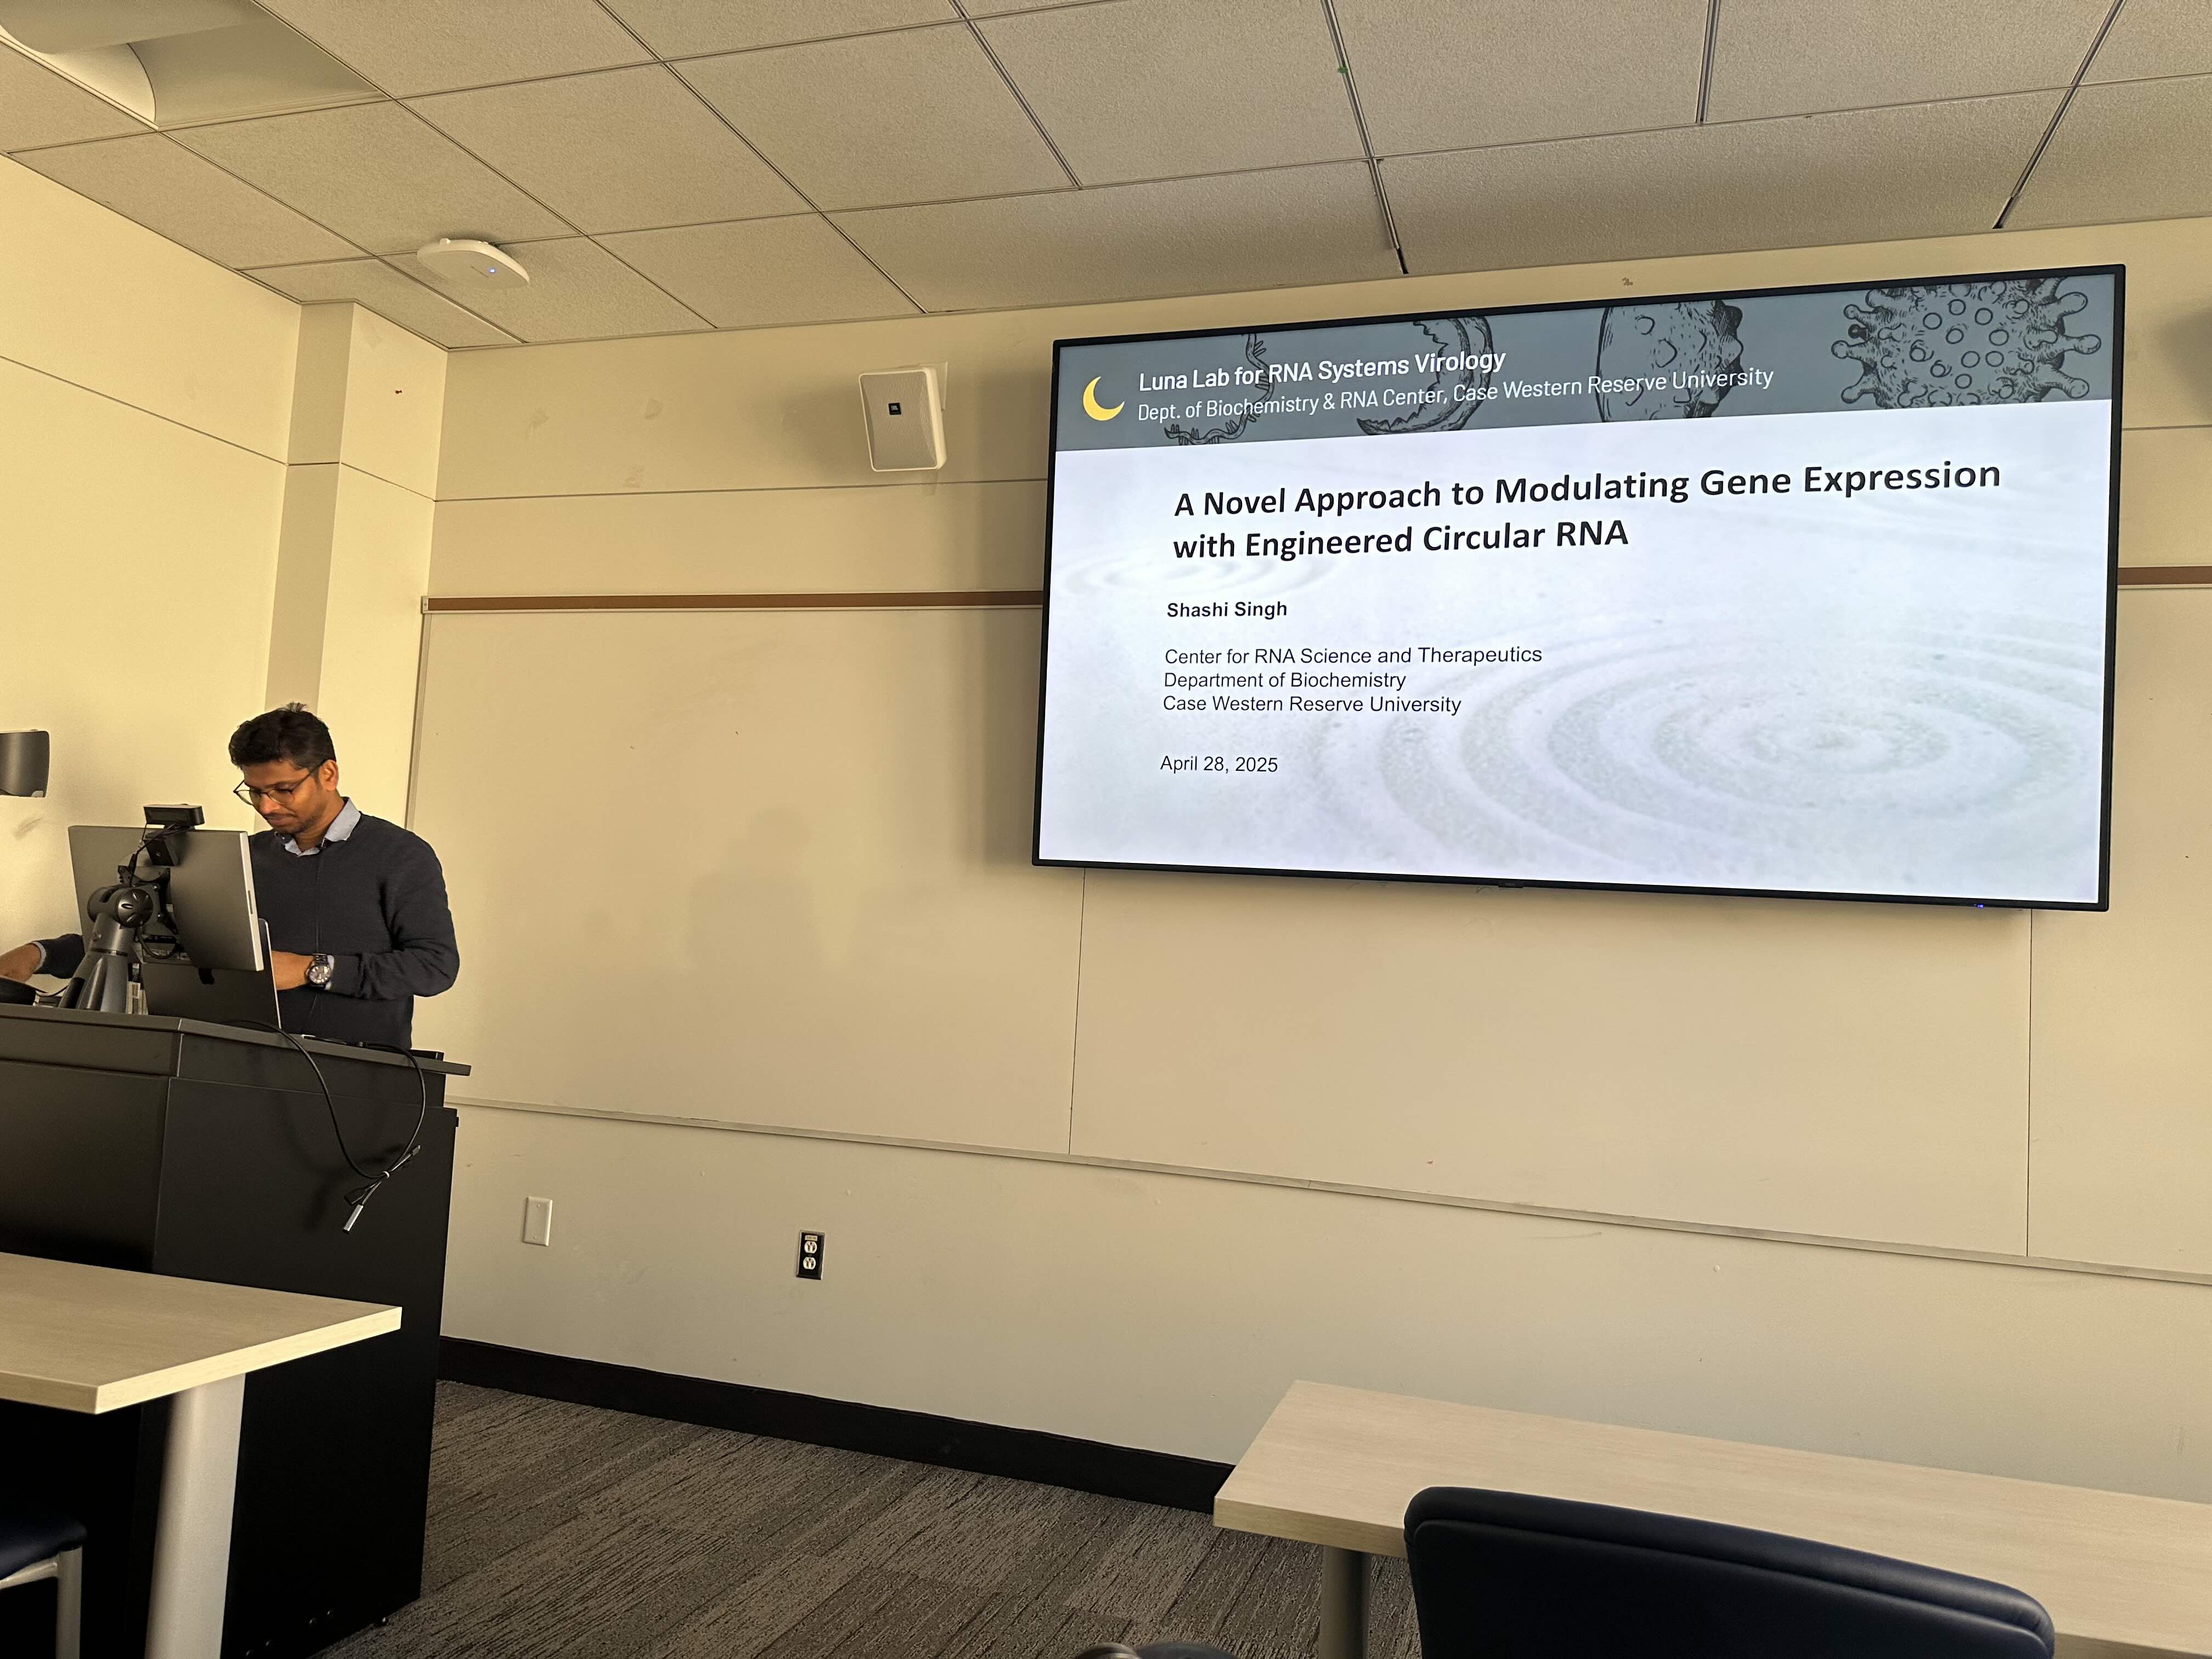 Luna Lab for RNA Systems Virology
Dept. of Biochemistry & RNA Center, Case Western Reserve University
A Novel Approach to Modulating Gene Expression
with Engineered Circular RNA
Shashi Singh
Center for RNA Science and Therapeutics
Department of Biochemistry
Case Western Reserve University
April 28, 2025